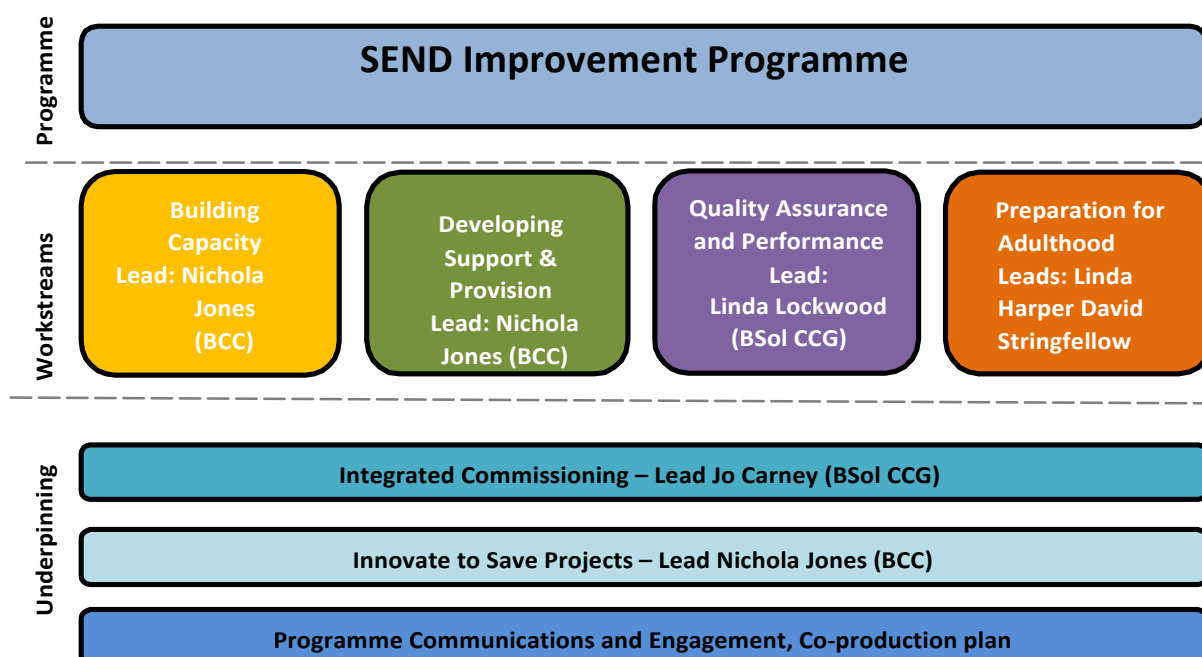 Programme
SEND Improvement Programme
Workstreams
Building
Capacity
Lead: Nichola
Jones
(BCC)
Developing
Support &
Provision
Lead: Nichola
Jones (BCC)
Quality Assurance
and Performance
Lead:
Linda Lockwood
(BSol CCG)
Preparation for
Adulthood
Leads: Linda
Harper David
Stringfellow
Underpinning
Integrated Commissioning – Lead Jo Carney (BSol CCG)
Innovate to Save Projects – Lead Nichola Jones (BCC)
Programme Communications and Engagement, Co-production plan